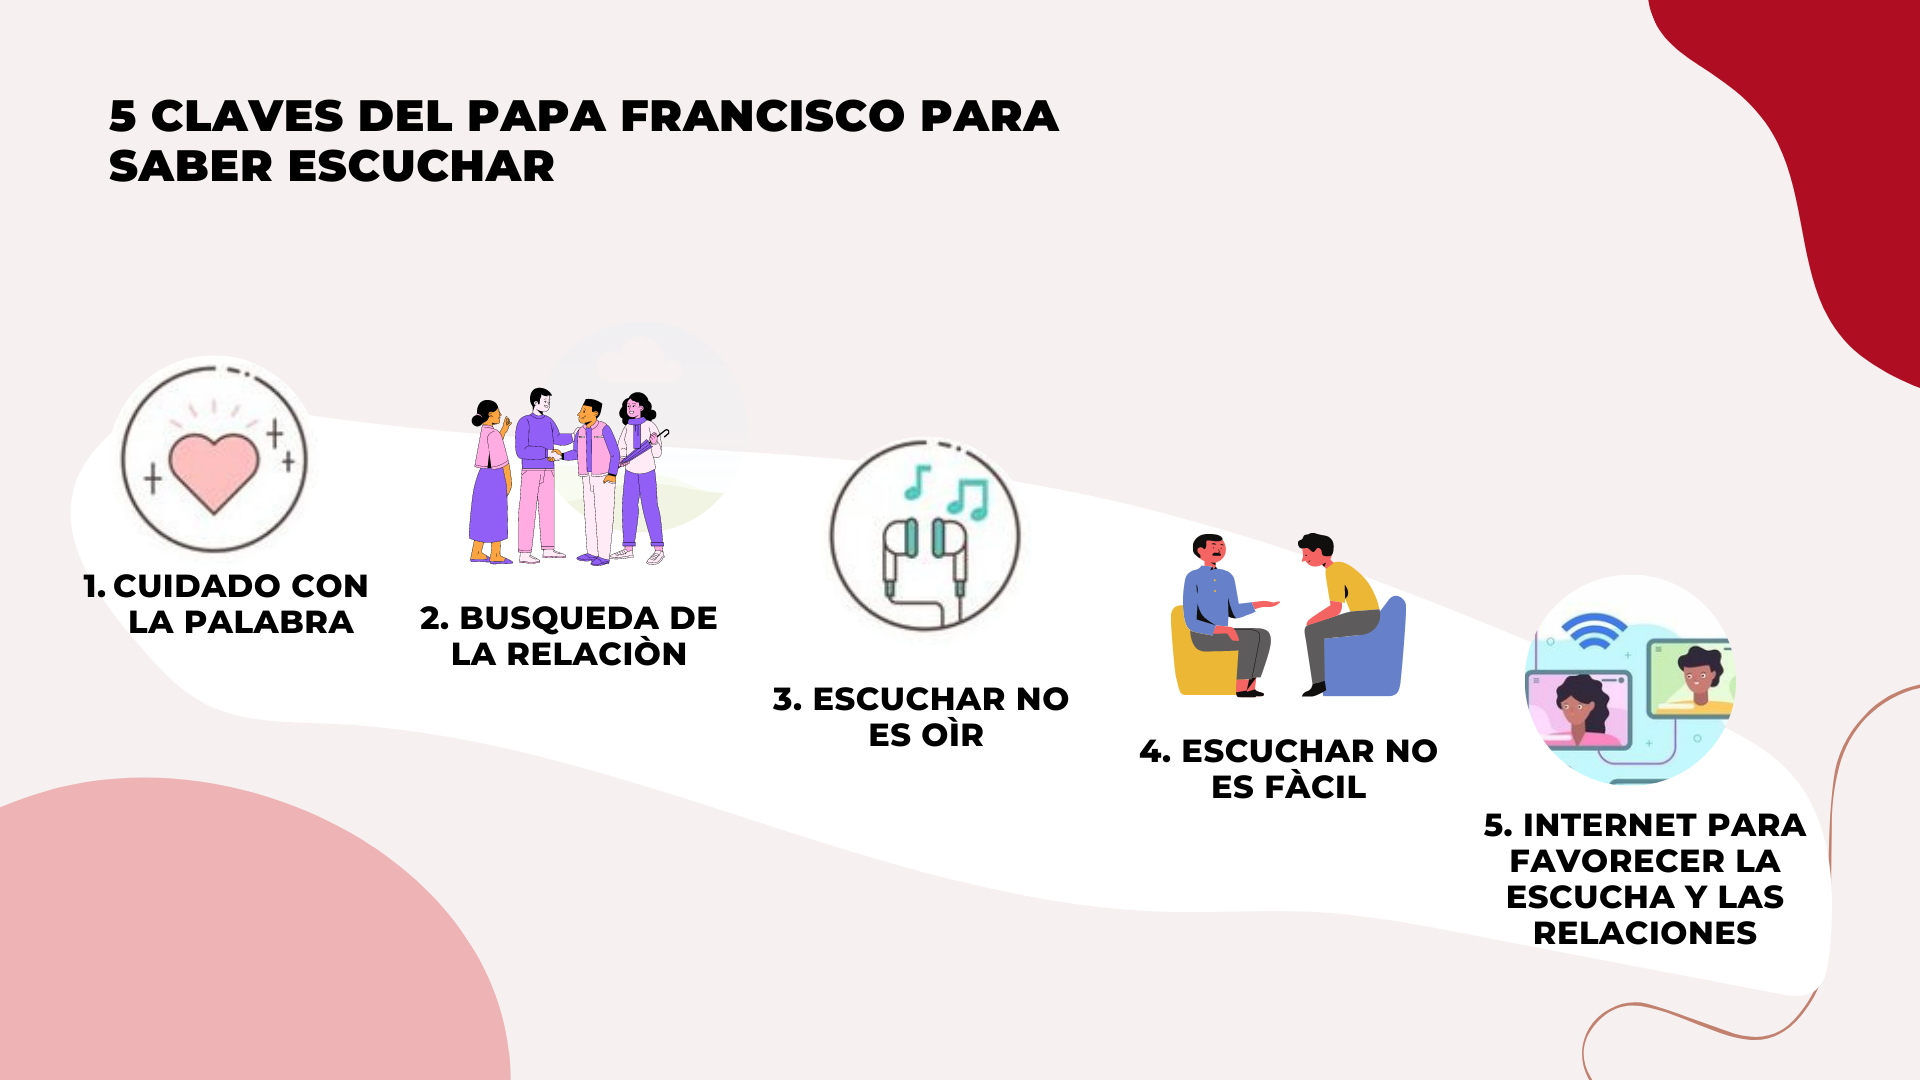 5 CLAVES DEL PAPA FRANCISCO PARA
SABER ESCUCHAR
1. CUIDADO CON
LA PALABRA
2. BUSQUEDA DE
LA RELACIÒN
3. ESCUCHAR NO
ES OÌR
4. ESCUCHAR NO
ES FÀCIL
5. INTERNET PARA
FAVORECER LA
ESCUCHA Y LAS
RELACIONES